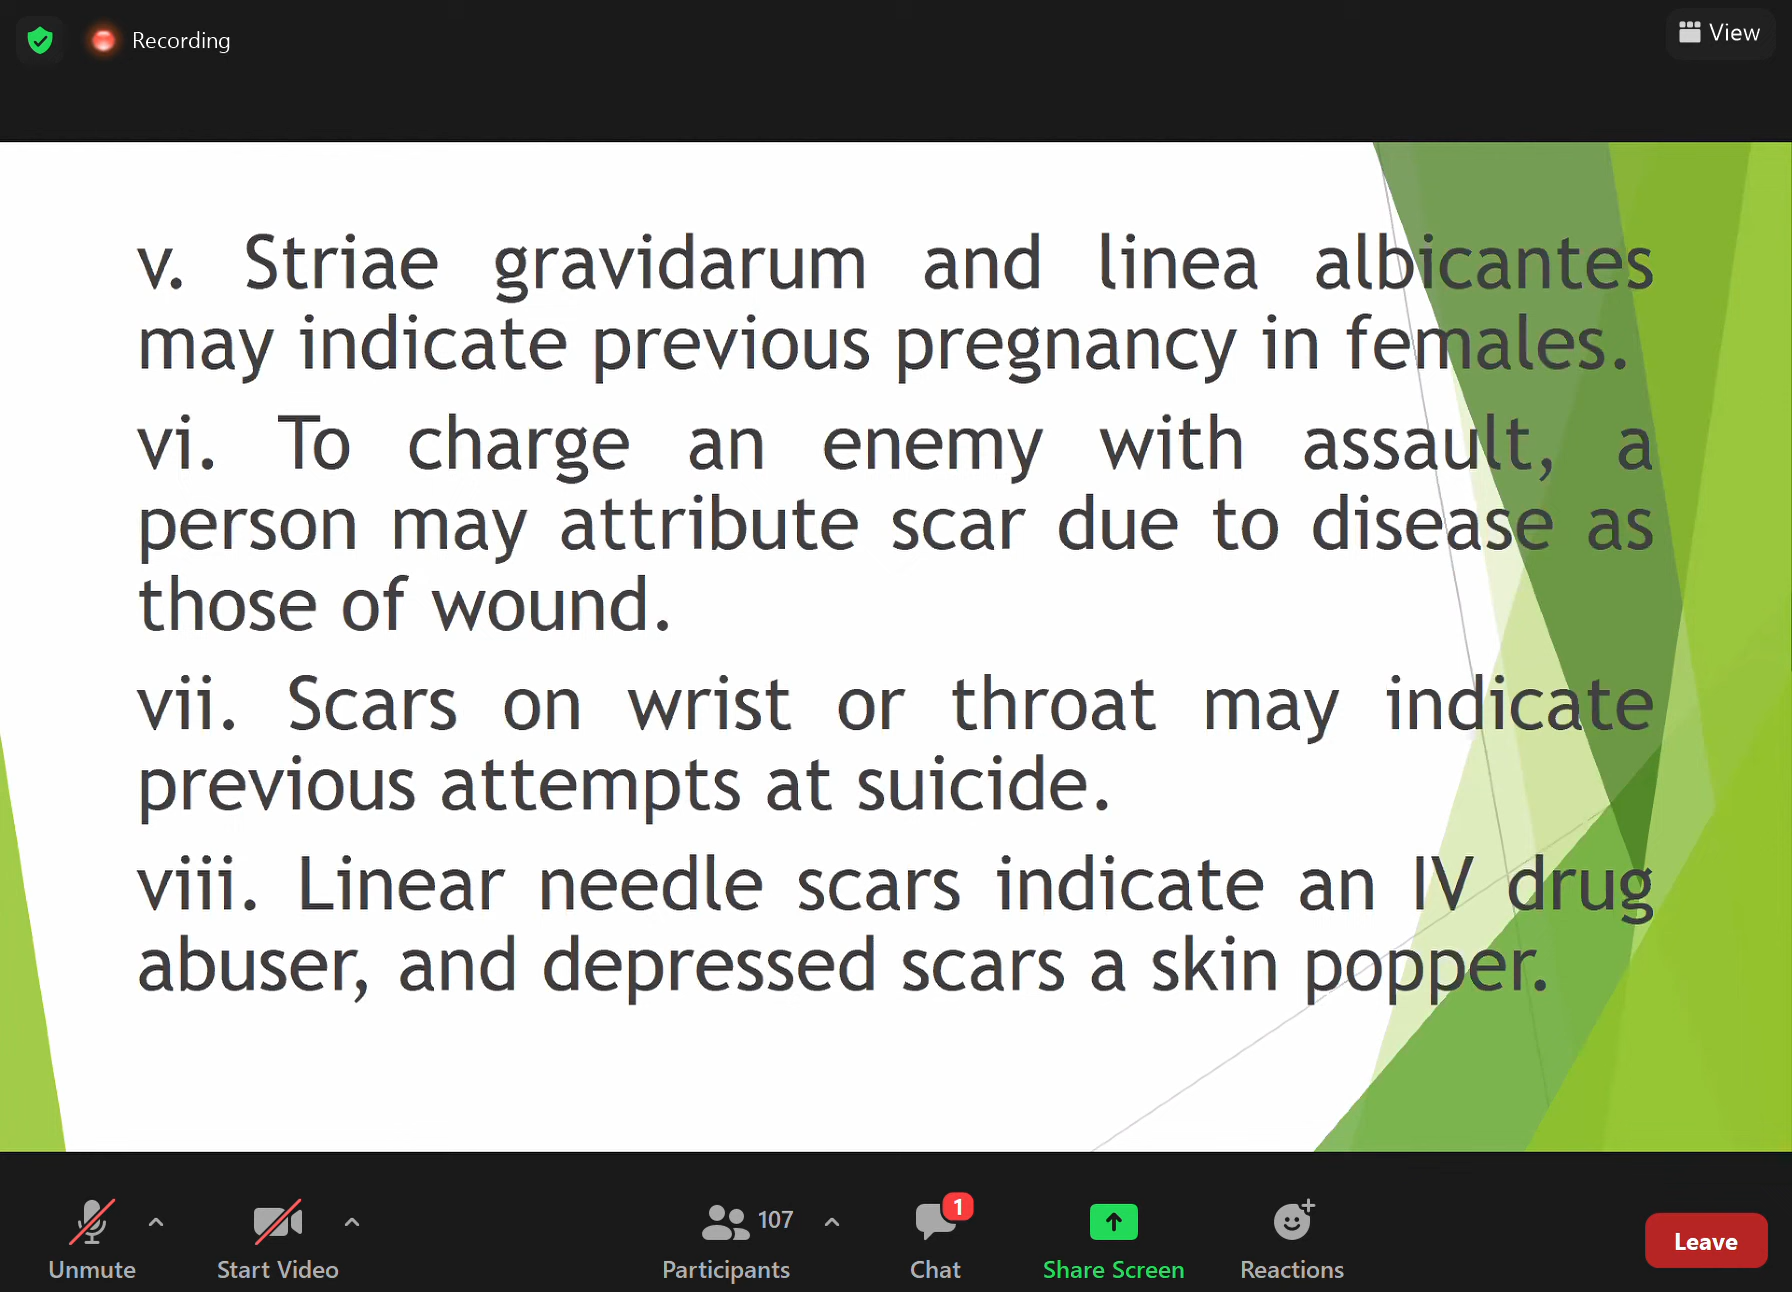 Recording
View
v. Striae gravidarum and linea albicantes
may indicate previous pregnancy in females.
vi. To charge an enemy with assault, a
person may attribute scar due to disease as
those of wound.
vii. Scars on wrist or throat may indicate
previous attempts at suicide.
viii. Linear needle scars indicate an IV drug
abuser, and depressed scars a skin popper.
107
1
Unmute
Start Video
Participants
Chat
Share Screen
Reactions
Leave